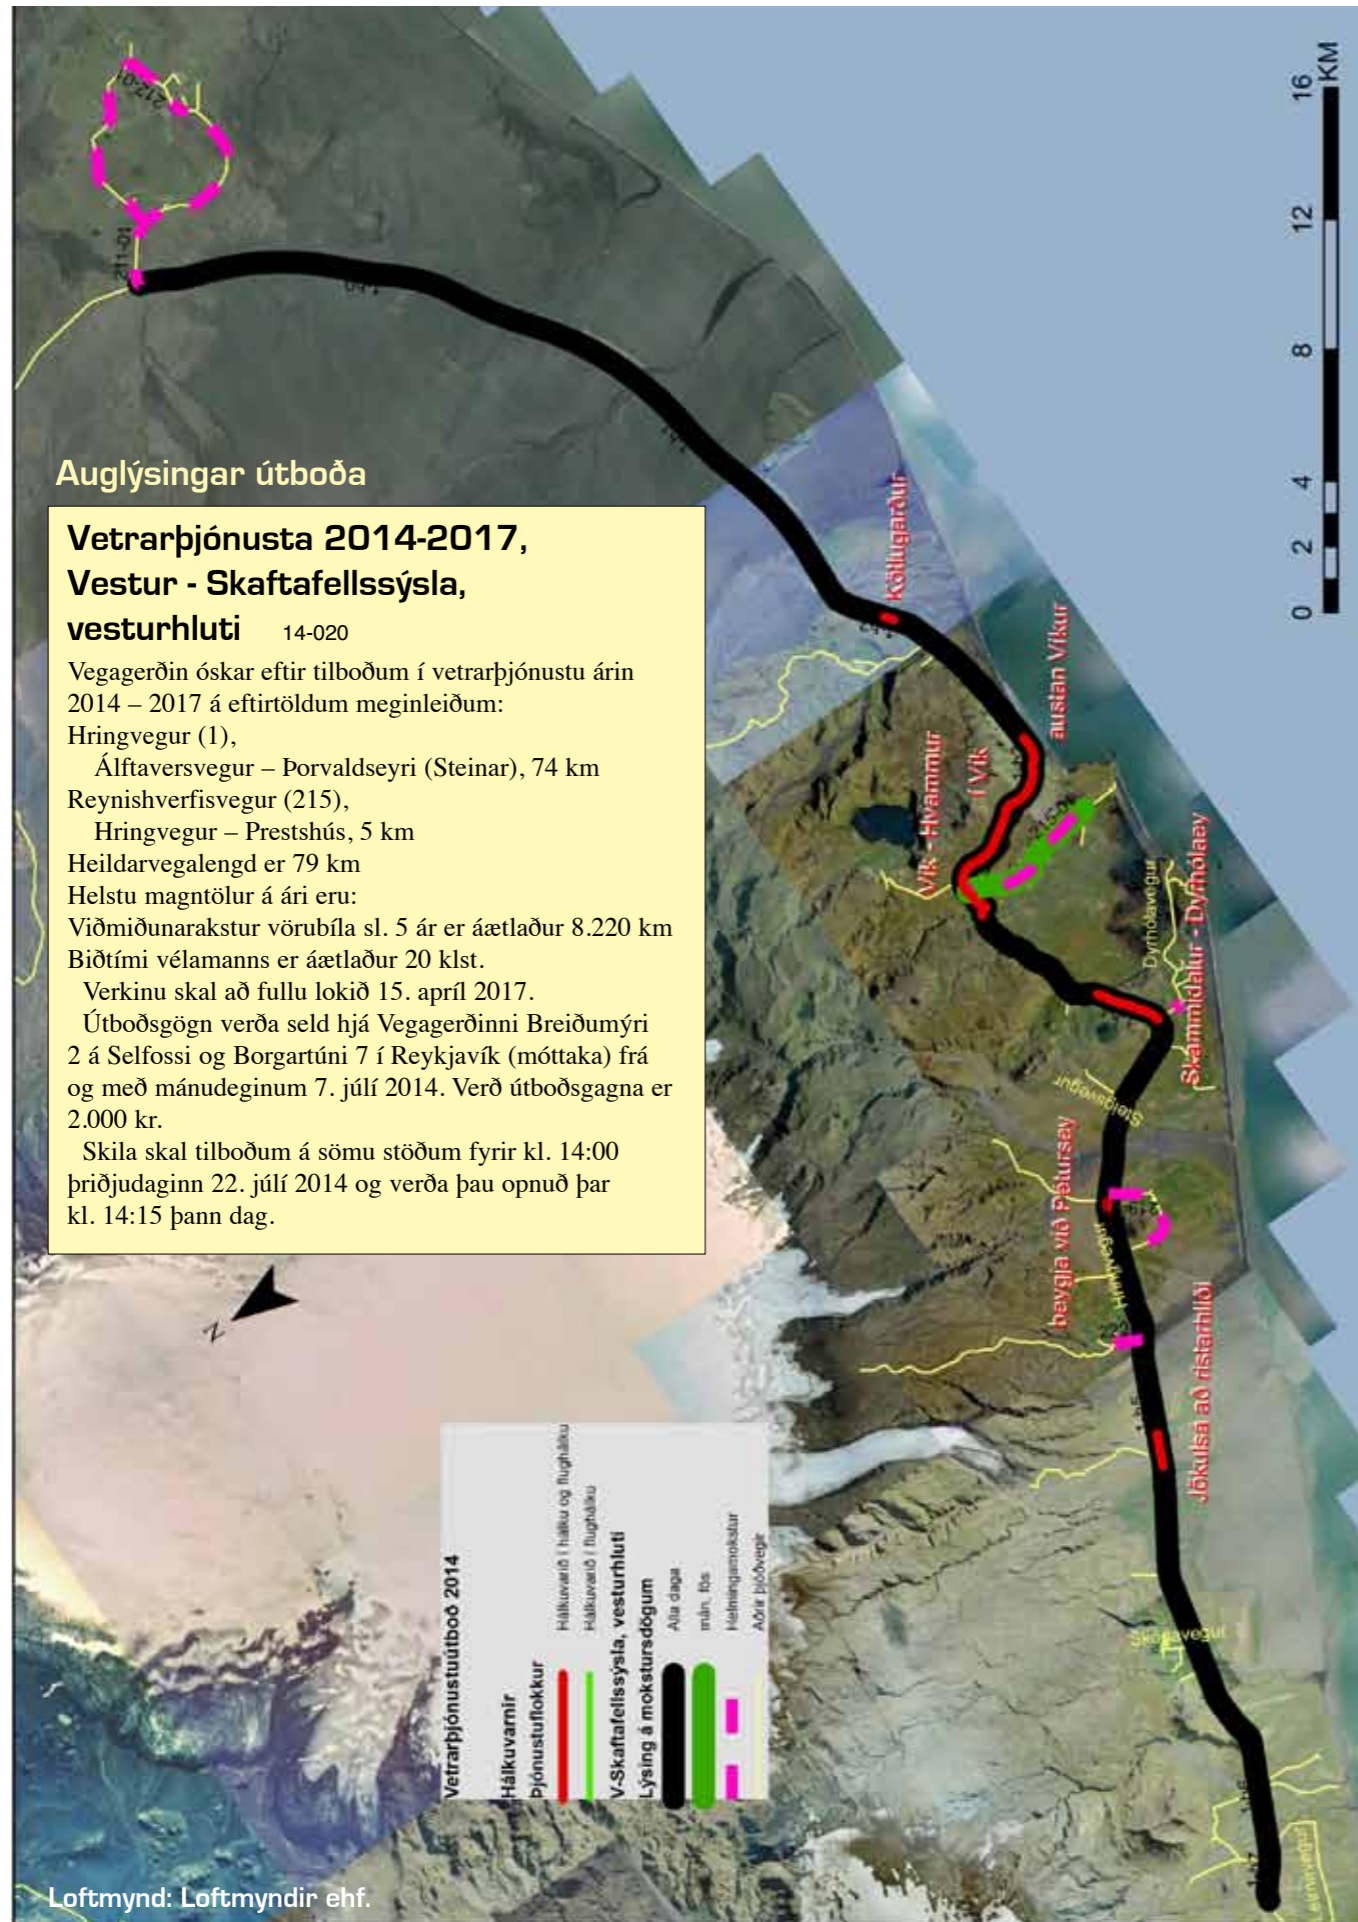 Auglýsingar útboða
Vetrarþjónusta 2014-2017,
Vestur - Skaftafellssýsla,
vesturhluti 14-020
Vegagerðin óskar eftir tilboðum í vetrarþjónustu árin
2014 – 2017 á eftirtöldum meginleiðum:
Hringvegur (1),
Álftaversvegur – Þorvaldseyri (Steinar), 74 km
Reynishverfisvegur (215),
Hringvegur – Prestshús, 5 km
Heildarvegalengd er 79 km
Helstu magntölur á ári eru:
Viðmiðunarakstur vörubíla sl. 5 ár er áætlaður 8.220 km
Biðtími vélamanns er áætlaður 20 klst.
Verkinu skal að fullu lokið 15. apríl 2017.
Útboðsgögn verða seld hjá Vegagerðinni Breiðumýri
2 á Selfossi og Borgartúni 7 í Reykjavík (móttaka) frá
og með mánudeginum 7. júlí 2014. Verð útboðsgagna er
2.000 kr.
Skila skal tilboðum á sömu stöðum fyrir kl. 14:00
þriðjudaginn 22. júlí 2014 og verða þau opnuð þar
kl. 14:15 þann dag.
212-01
211-01
Kötlugarður
austan Víkur
Vík - Hvammur
í Vík
Dyrhólavegur
Skammidalur - Dyrhólaey
Steigsvegur
beygja við Pétursey
Jökulsá að ristarhliði
Skógavegur
Leirnavegur
0 2 4 8 12 16
KM
N
Vetrarþjónustuútboð 2014
Hálkuvarnir
Þjónustuflokkur
Hálkuvarið í hálku og flughálku
Hálkuvarið í flughálku
V-Skaftafellssýsla, vesturhluti
Lýsing á mokstursdögum
Alla daga
mán, fös
Helmingamokstur
Aðrir þjóðvegir
Loftmynd: Loftmyndir ehf.